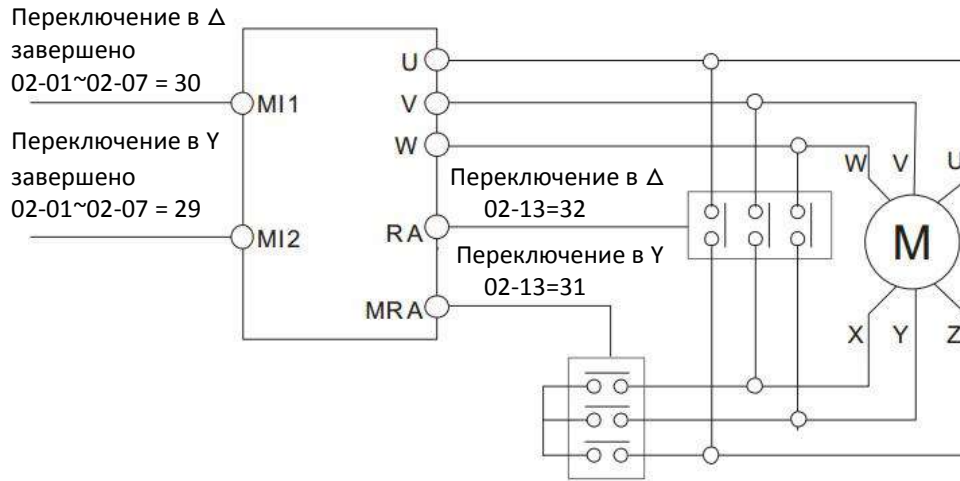 Переключение в Δ
завершено
02-01~02-07 = 30
MI1
Переключение в Y
завершено
02-01~02-07 = 29
MI2
U
V
W
RA
MRA
Переключение в Δ
02-13=32
Переключение в Y
02-13=31
W V U
M
X Y Z